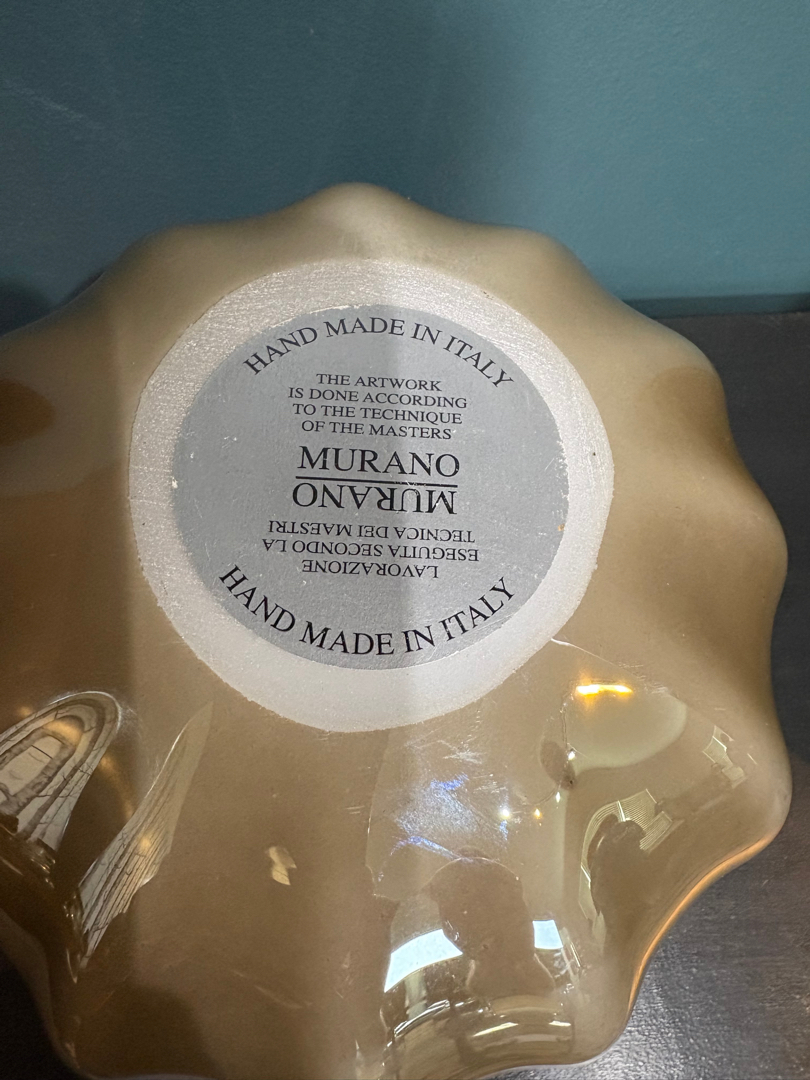 HAND MADE IN ITALY
THE ARTWORK
IS DONE ACCORDING
TO THE TECHNIQUE
OF THE MASTERS
MURANO
MURANO
LAVORAZIONE
ESEGUITA SECONDO LA
TECNICA DEI MAESTRI
HAND MADE IN ITALY